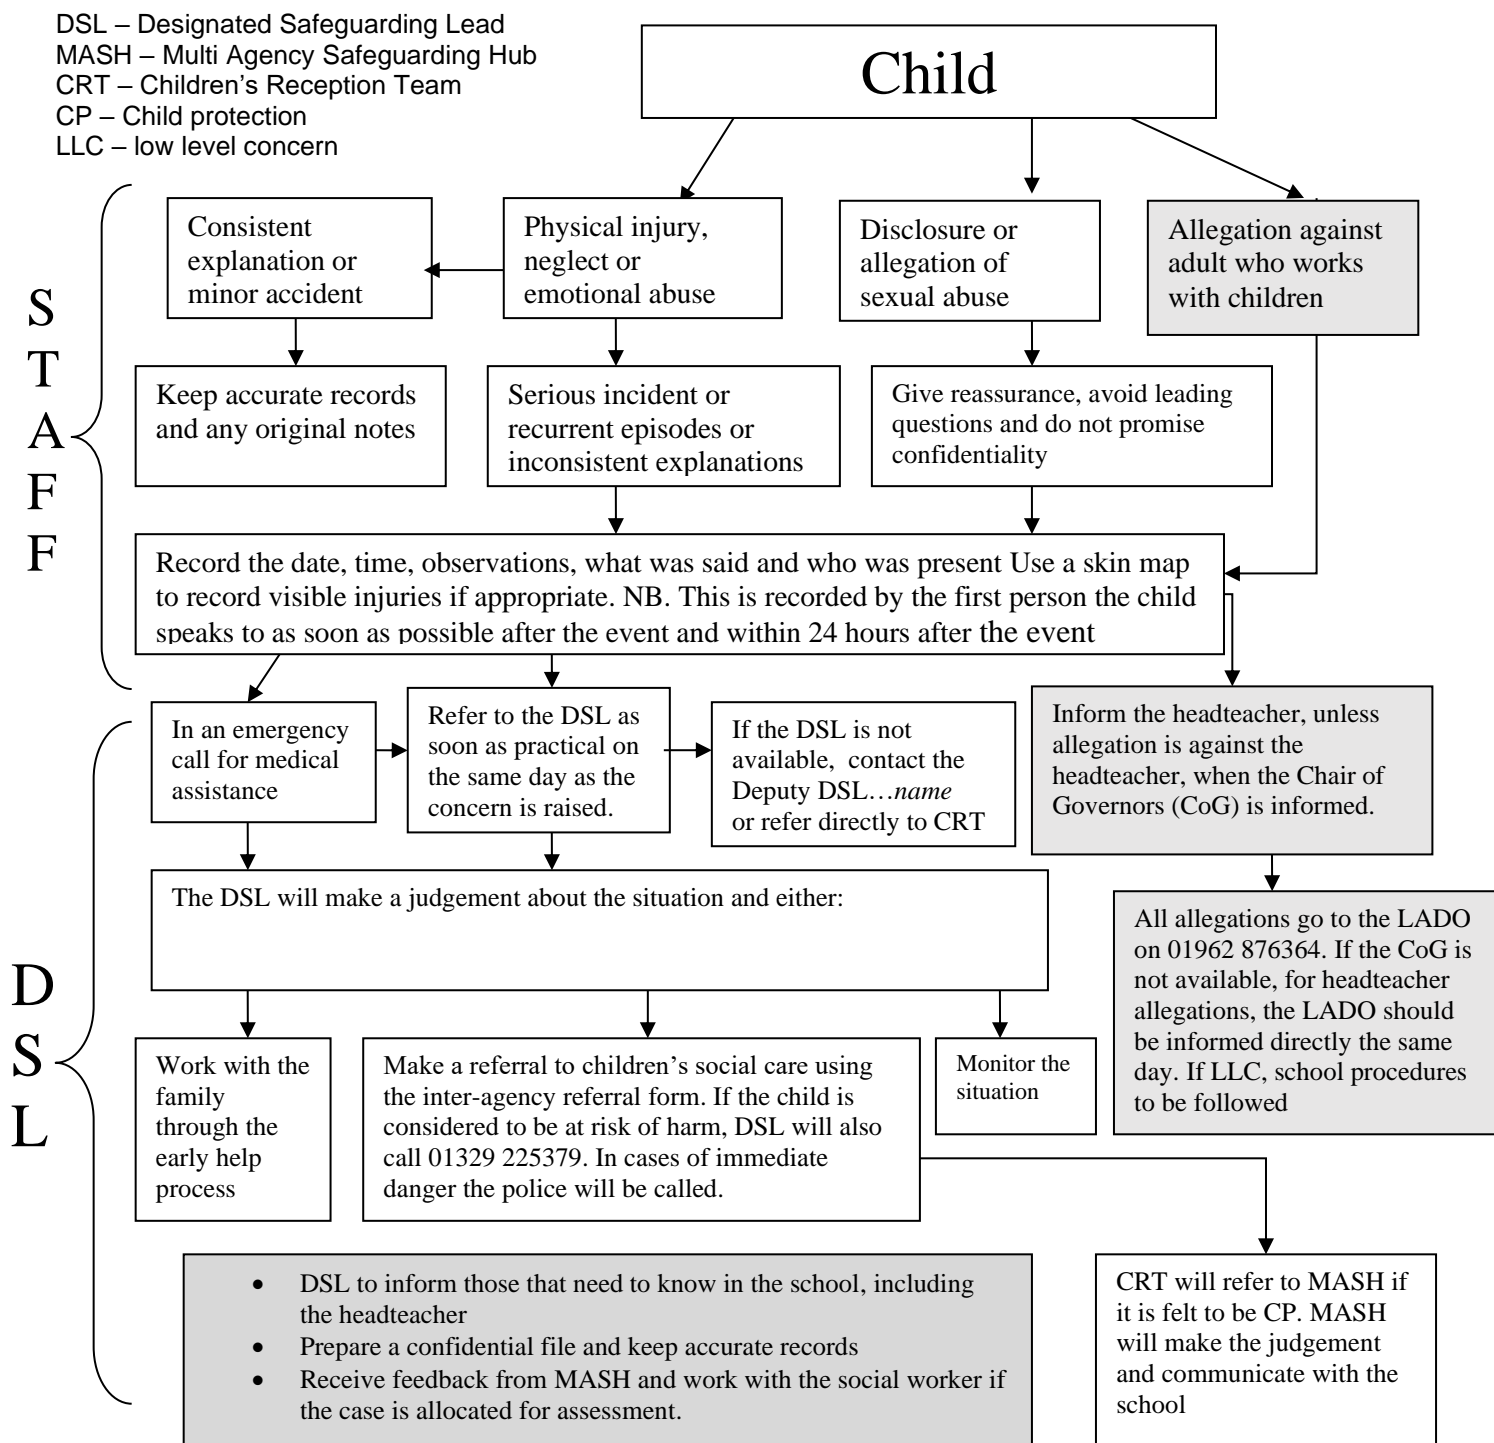 DSL – Designated Safeguarding Lead
MASH – Multi Agency Safeguarding Hub
CRT – Children's Reception Team
CP – Child protection
LLC – low level concern
Child
STAFF
Consistent
explanation or
minor accident
Physical injury,
neglect or
emotional abuse
Disclosure or
allegation of
sexual abuse
Allegation against
adult who works
with children
Keep accurate records
and any original notes
Serious incident or
recurrent episodes or
inconsistent explanations
Give reassurance, avoid leading
questions and do not promise
confidentiality
Record the date, time, observations, what was said and who was present Use a skin map
to record visible injuries if appropriate. NB. This is recorded by the first person the child
speaks to as soon as possible after the event and within 24 hours after the event
DSL
In an emergency
call for medical
assistance
Refer to the DSL as
soon as practical on
the same day as the
concern is raised.
If the DSL is not
available, contact the
Deputy DSL…name
or refer directly to CRT
Inform the headteacher, unless
allegation is against the
headteacher, when the Chair of
Governors (CoG) is informed.
The DSL will make a judgement about the situation and either:
All allegations go to the LADO
on 01962 876364. If the CoG is
not available, for headteacher
allegations, the LADO should
be informed directly the same
day. If LLC, school procedures
to be followed
Work with the
family
through the
early help
process
Make a referral to children's social care using
the inter-agency referral form. If the child is
considered to be at risk of harm, DSL will also
call 01329 225379. In cases of immediate
danger the police will be called.
Monitor the
situation
• DSL to inform those that need to know in the school, including
the headteacher
• Prepare a confidential file and keep accurate records
• Receive feedback from MASH and work with the social worker if
the case is allocated for assessment.
CRT will refer to MASH if
it is felt to be CP. MASH
will make the judgement
and communicate with the
school